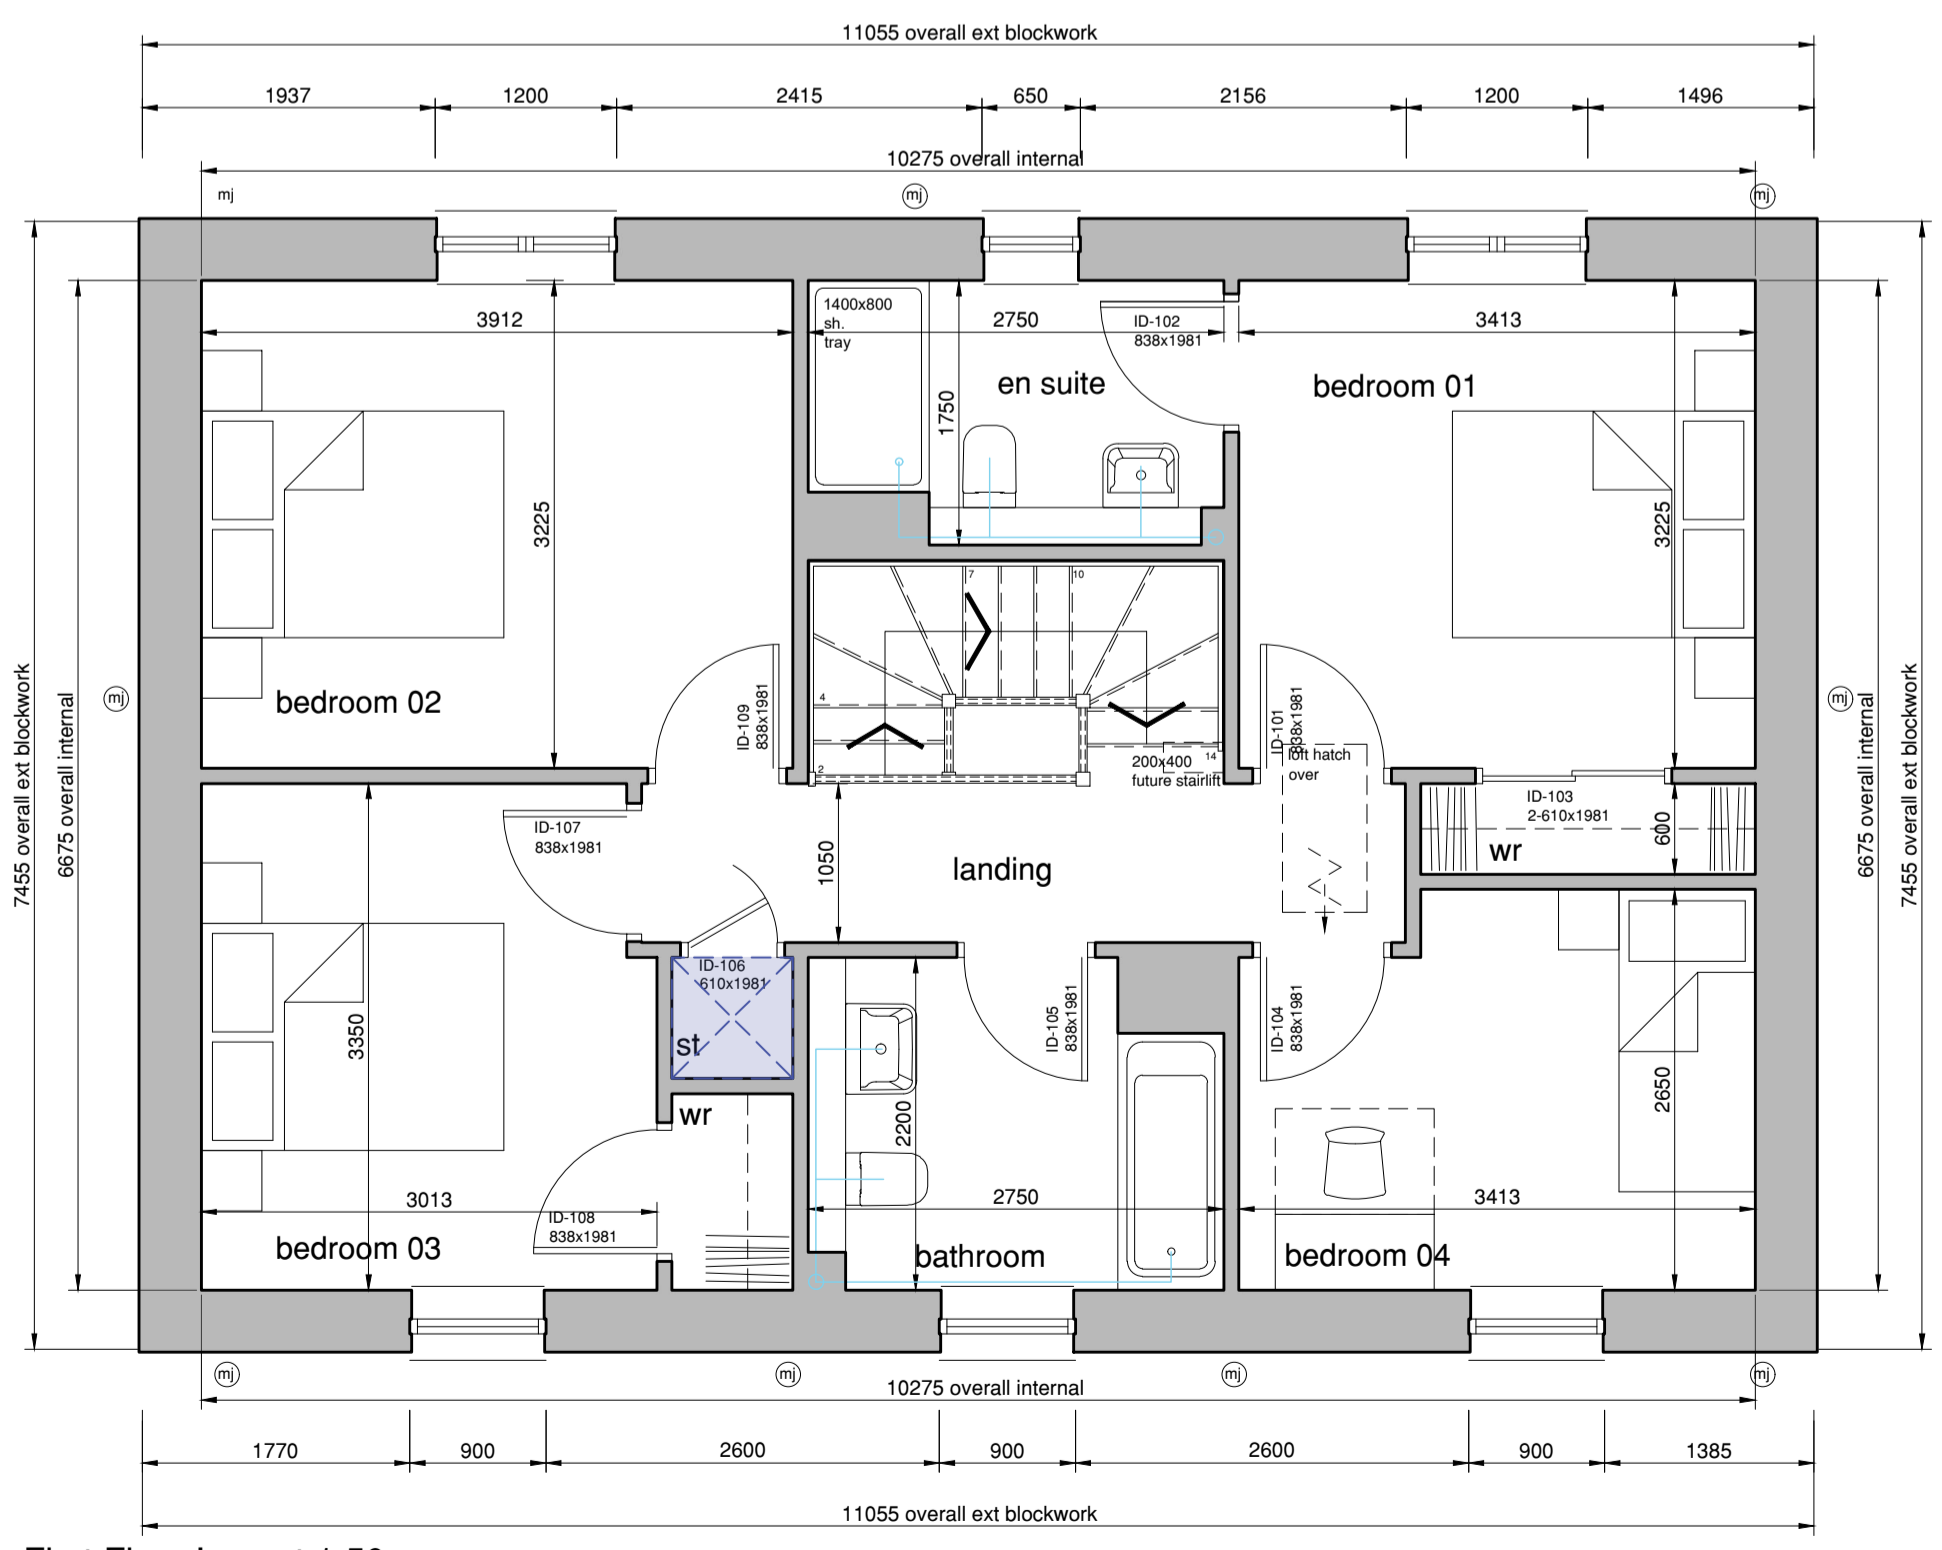 11055 overall ext blockwork
1937 1200 2415 650 2156 1200 1496
10275 overall internal
mj mj mj
7455 overall ext blockwork
6675 overall internal
mj
3912
3225
bedroom 02
ID-109
838x1981
1400x800
sh.
tray
2750
1750
en suite
ID-102
838x1981
3413
bedroom 01
3225
7 10
4
2
14
200x400
future stairlift
ID-101
838x1981
loft hatch
over
mj
6675 overall internal
7455 overall ext blockwork
ID-107
838x1981
1050
landing
ID-103
2-610x1981
wr
600
ID-106
610x1981
st
3350
wr
3013
ID-108
838x1981
bedroom 03
2200
ID-105
838x1981
2750
bathroom
ID-104
838x1981
2650
3413
bedroom 04
mj mj mj mj
10275 overall internal
1770 900 2600 900 2600 900 1385
11055 overall ext blockwork